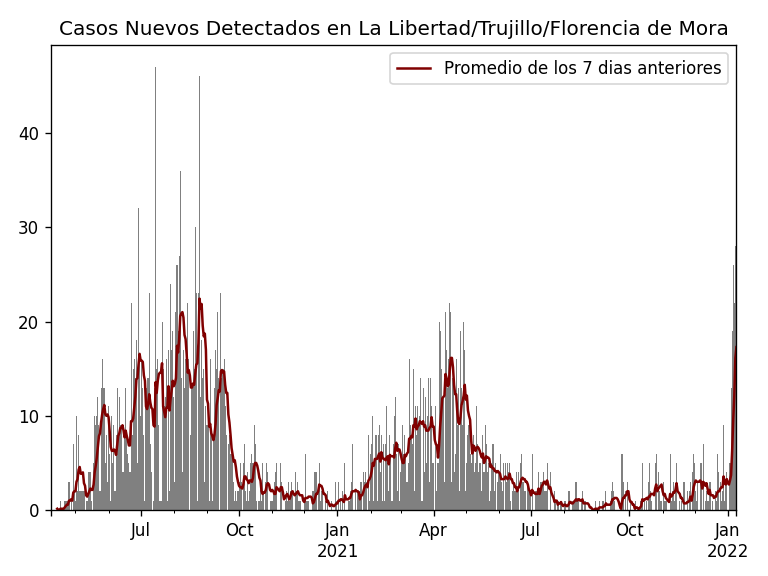 Casos Nuevos Detectados en La Libertad/Trujillo/Florencia de Mora
Promedio de los 7 dias anteriores
40
30
20
10
0
Jul Oct Jan Apr Jul Oct Jan
2021 2022